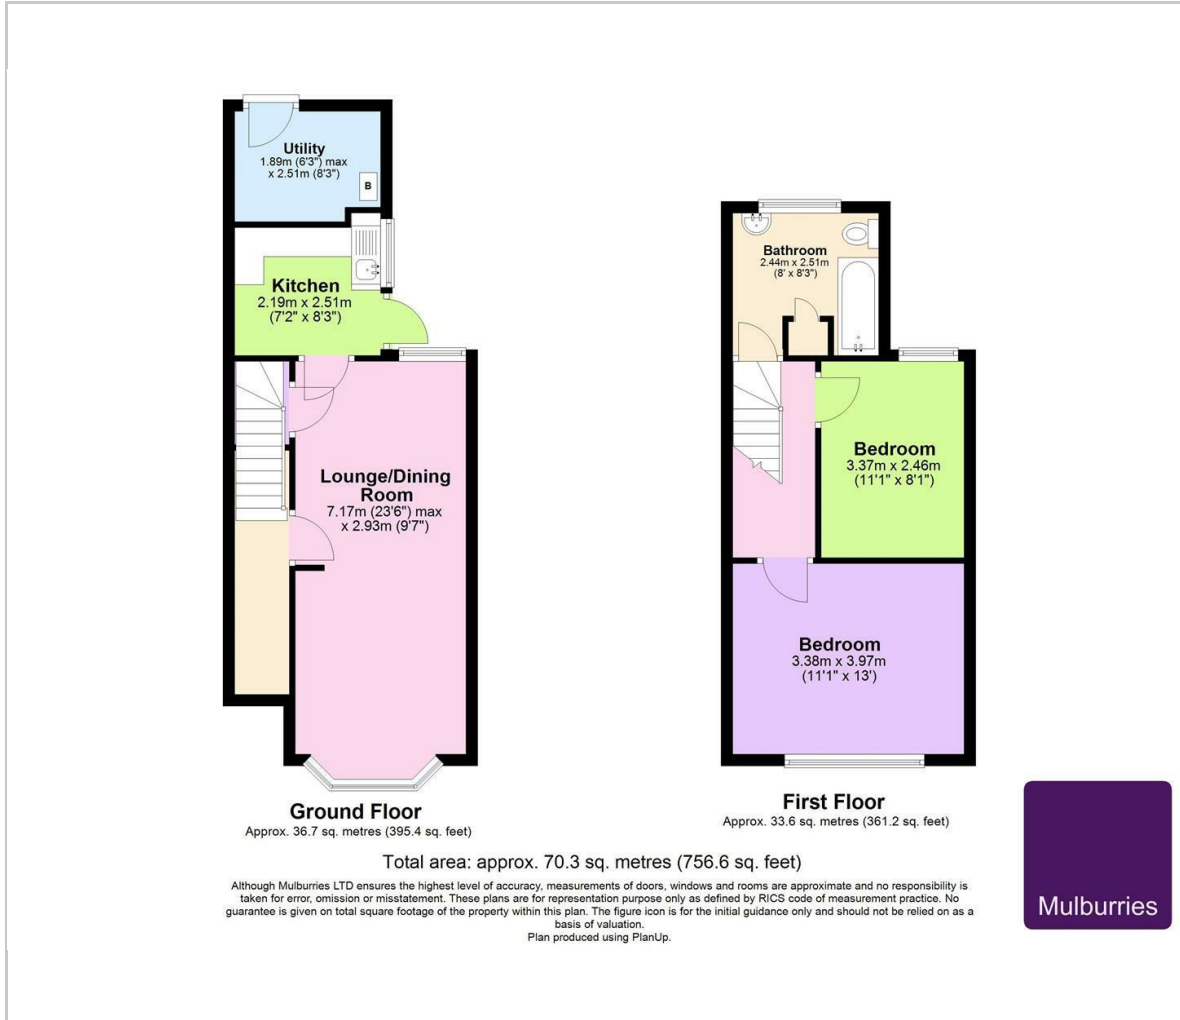 Utility
1.89m (6'3") max
x 2.51m (8'3")
B
Kitchen
2.19m x 2.51m
(7'2" x 8'3")
Lounge/Dining
Room
7.17m (23'6") max
x 2.93m (9'7")
Ground Floor
Approx. 36.7 sq. metres (395.4 sq. feet)
Bathroom
2.44m x 2.51m
(8' x 8'3")
Bedroom
3.37m x 2.46m
(11'1" x 8'1")
Bedroom
3.38m x 3.97m
(11'1" x 13')
First Floor
Approx. 33.6 sq. metres (361.2 sq. feet)
Total area: approx. 70.3 sq. metres (756.6 sq. feet)
Although Mulburries LTD ensures the highest level of accuracy, measurements of doors, windows and rooms are approximate and no responsibility is
taken for error, omission or misstatement. These plans are for representation purpose only as defined by RICS code of measurement practice. No
guarantee is given on total square footage of the property within this plan. The figure icon is for the initial guidance only and should not be relied on as a
basis of valuation.
Plan produced using PlanUp.
Mulburries